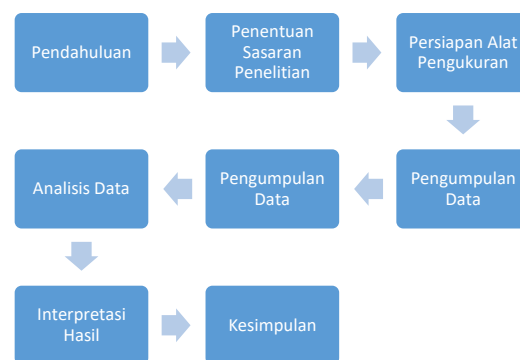 Pendahuluan
Penentuan
Sasaran
Penelitian
Persiapan Alat
Pengukuran
Pengumpulan
Data
Pengumpulan
Data
Analisis Data
Interpretasi
Hasil
Kesimpulan